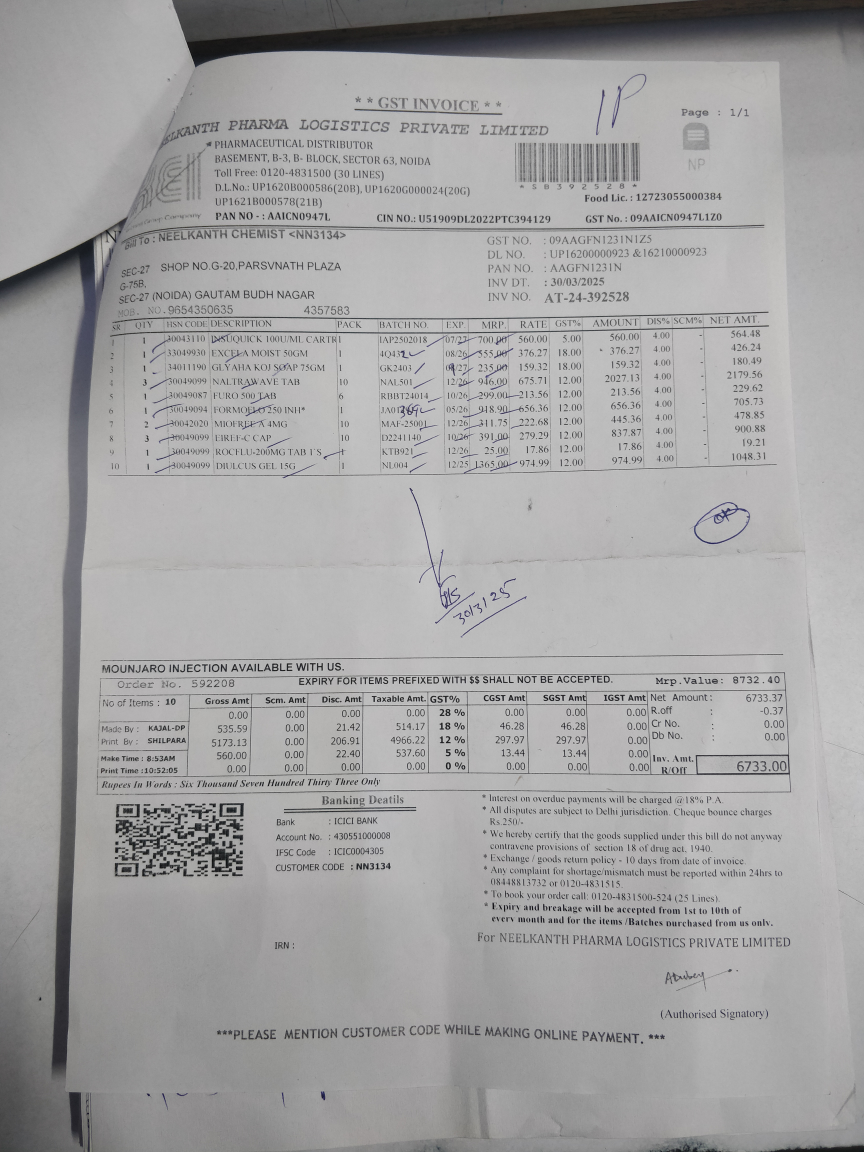 * * GST INVOICE * *
1P
Page : 1/1
NEELKANTH PHARMA LOGISTICS PRIVATE LIMITED
NP
PHARMACEUTICAL DISTRIBUTOR
BASEMENT, B-3, B- BLOCK, SECTOR 63, NOIDA
Toll Free: 0120-4831500 (30 LINES)
* S B 3 9 2 5 2 8 *
D.L.No.: UP1620B000586(20B), UP1620G000024(20G)
UP1621B000578(21B)
Food Lic. : 12723055000384
PAN NO - : AAICN0947L CIN NO.: U51909DL2022PTC394129 GST No. : 09AAICN0947L1Z0
Bill To : NEELKANTH CHEMIST <NN3134>
GST NO. : 09AAGFN1231N1Z5
DL NO. : UP16200000923 &16210000923
SEC-27 SHOP NO.G-20,PARSVNATH PLAZA
PAN NO. : AAGFN1231N
G-75B,
INV DT. : 30/03/2025
SEC-27 (NOIDA) GAUTAM BUDH NAGAR
INV NO. AT-24-392528
MOB. NO.9654350635 4357583
SR QTY HSN CODE DESCRIPTION PACK BATCH NO. EXP. MRP. RATE GST% AMOUNT DIS% SCM% NET AMT.
1 1 30043110 INSUQUICK 100U/ML CARTR 1 IAP2502018 07/27 700.00 560.00 5.00 560.00 4.00 - 564.48
2 1 33049930 EXCELA MOIST 50GM 1 4Q432 08/26 555.00 376.27 18.00 376.27 4.00 - 426.24
3 1 34011190 GLYAHA KOJ SOAP 75GM 1 GK2403 /27 235.00 159.32 18.00 159.32 4.00 - 180.49
4 3 30049099 NALTRAWAVE TAB 10 NAL501 12/26 946.00 675.71 12.00 2027.13 4.00 - 2179.56
5 1 30049087 FURO 500 TAB 6 RBBT24014 10/26 299.00 213.56 12.00 213.56 4.00 - 229.62
6 1 30049094 FORMOFLO 250 INH* 1 05/26 918.90 656.36 12.00 656.36 4.00 - 705.73
7 2 30042020 MIOFREE A 4MG 10 MAF-25001 12/26 311.75 222.68 12.00 445.36 4.00 - 478.85
8 3 30049099 EIREF-C CAP 10 D2241140 10/26 391.00 279.29 12.00 837.87 4.00 - 900.88
9 1 30049099 ROCFLU-200MG TAB 1'S 1 KTB921 12/26 25.00 17.86 12.00 17.86 4.00 - 19.21
10 1 30049099 DIULCUS GEL 15G 1 NL004 12/25 1365.00 974.99 12.00 974.99 4.00 - 1048.31
OK
30/3/25
MOUNJARO INJECTION AVAILABLE WITH US.
Order No. 592208 EXPIRY FOR ITEMS PREFIXED WITH $$ SHALL NOT BE ACCEPTED. Mrp.Value: 8732.40
No of Items : 10 Gross Amt Scm. Amt Disc. Amt Taxable Amt. GST% CGST Amt SGST Amt IGST Amt Net Amount: 6733.37
0.00 0.00 0.00 0.00 28 % 0.00 0.00 0.00 R.off : -0.37
Made By : KAJAL-DP 535.59 0.00 21.42 514.17 18 % 46.28 46.28 0.00 Cr No. : 0.00
Print By : SHILPARA 5173.13 0.00 206.91 4966.22 12 % 297.97 297.97 0.00 Db No. : 0.00
Make Time : 8:53AM 560.00 0.00 22.40 537.60 5 % 13.44 13.44 0.00
Print Time :10:52:05 0.00 0.00 0.00 0.00 0 % 0.00 0.00 0.00 Inv. Amt. R/Off 6733.00
Rupees In Words : Six Thousand Seven Hundred Thirty Three Only
Banking Deatils
Bank : ICICI BANK
Account No. : 430551000008
IFSC Code : ICIC0004305
CUSTOMER CODE : NN3134
* Interest on overdue payments will be charged @18% P.A.
* All disputes are subject to Delhi jurisdiction. Cheque bounce charges
Rs.250/-
* We hereby certify that the goods supplied under this bill do not anyway
contravene provisions of section 18 of drug act, 1940.
* Exchange / goods return policy - 10 days from date of invoice.
* Any complaint for shortage/mismatch must be reported within 24hrs to
08448813732 or 0120-4831515.
* To book your order call: 0120-4831500-524 (25 Lines).
* Expiry and breakage will be accepted from 1st to 10th of
every month and for the items /Batches purchased from us only.
IRN :
For NEELKANTH PHARMA LOGISTICS PRIVATE LIMITED
(Authorised Signatory)
***PLEASE MENTION CUSTOMER CODE WHILE MAKING ONLINE PAYMENT. ***